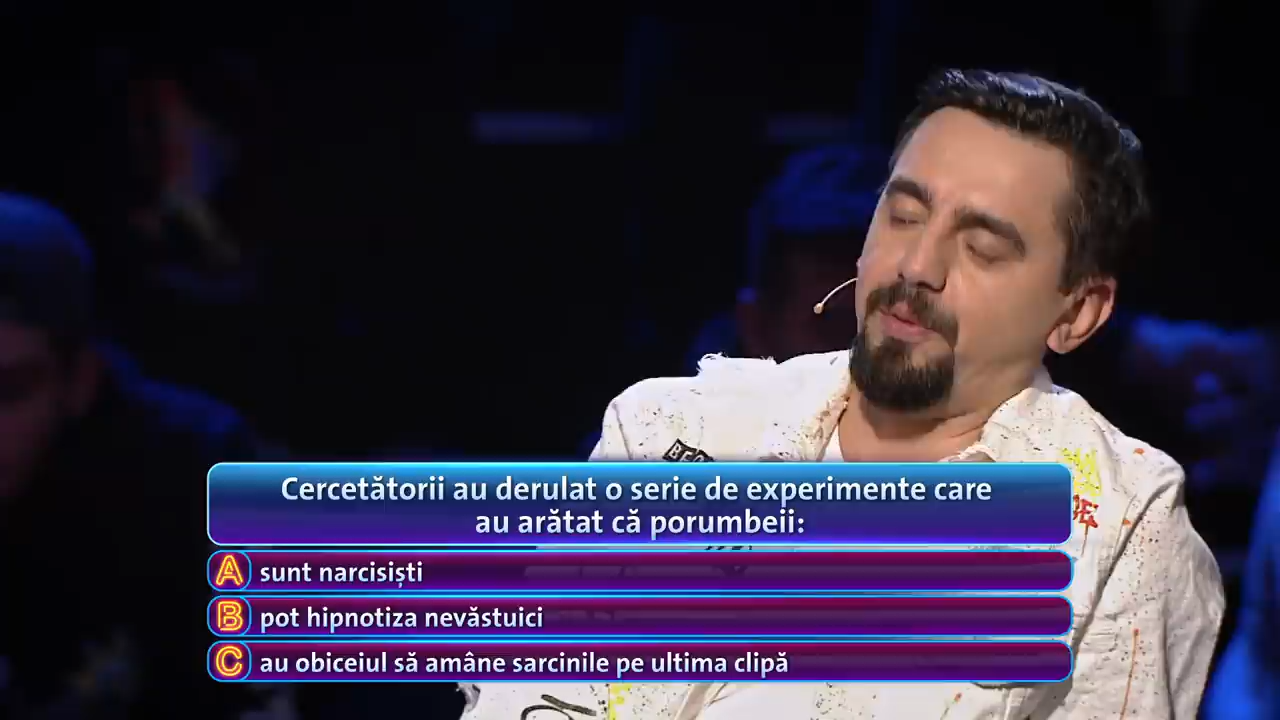 Cercetătorii au derulat o serie de experimente care
au arătat că porumbeii:
A sunt narcisiști
B pot hipnotiza nevăstuici
C au obiceiul să amâne sarcinile pe ultima clipă